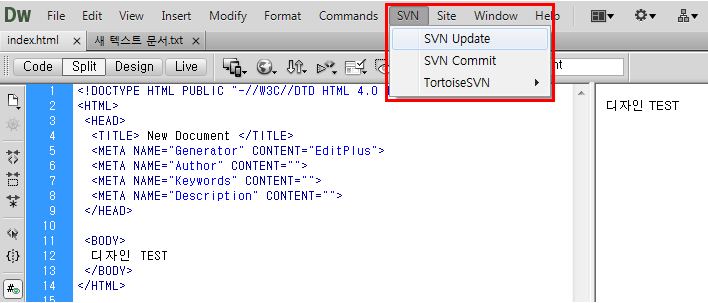 Dw File Edit View Insert Modify Format Commands SVN Site Window Help
index.html × 새 텍스트 문서.txt ×
SVN Update
Code Split Design Live
SVN Commit
TortoiseSVN
1 <!DOCTYPE HTML PUBLIC "-//W3C//DTD HTML 4.0
2 <HTML>
3 <HEAD>
4 <TITLE> New Document </TITLE>
5 <META NAME="Generator" CONTENT="EditPlus">
6 <META NAME="Author" CONTENT="">
7 <META NAME="Keywords" CONTENT="">
8 <META NAME="Description" CONTENT="">
9 </HEAD>
10
11 <BODY>
12 디자인 TEST
13 </BODY>
14 </HTML>
15
디자인 TEST